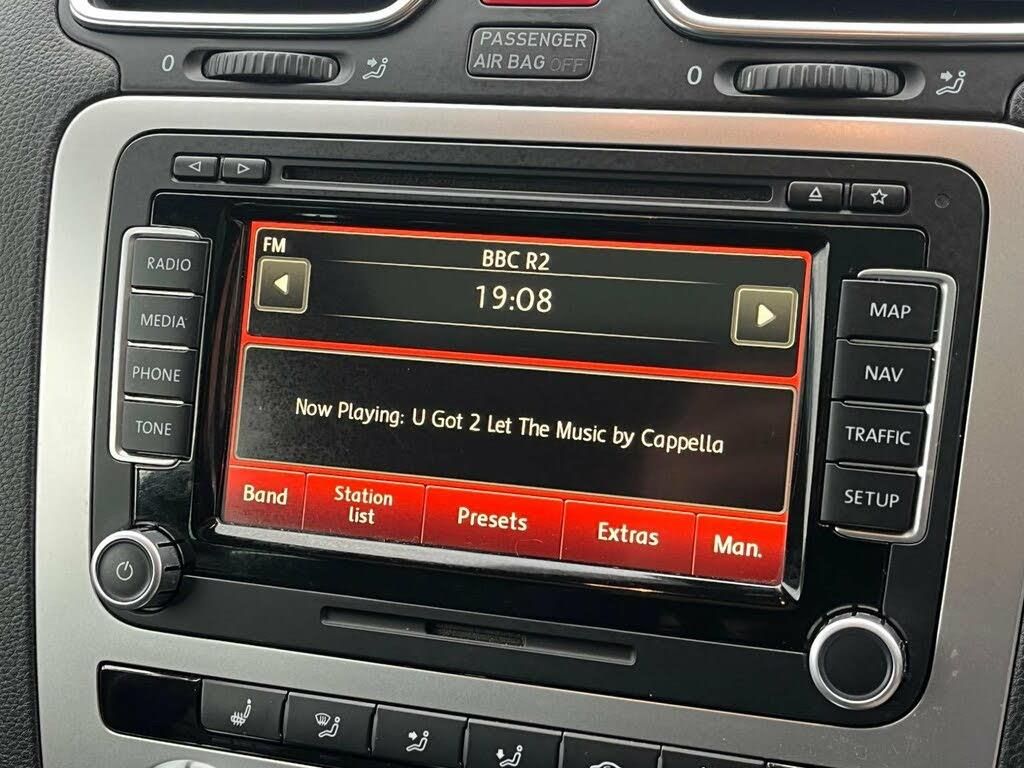 PASSENGER
AIR BAG OFF
0
0
FM
BBC R2
19:08
RADIO
MEDIA
PHONE
TONE
MAP
NAV
TRAFFIC
SETUP
Now Playing: U Got 2 Let The Music by Cappella
Band
Station
list
Presets
Extras
Man.